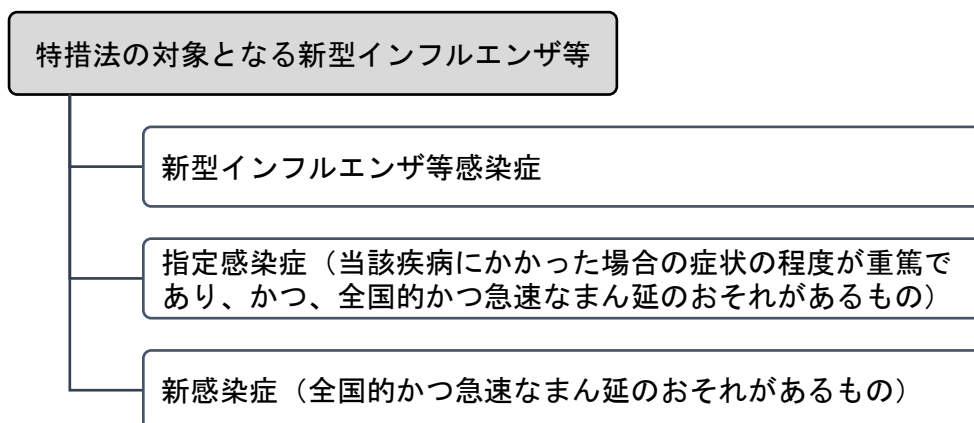 特措法の対象となる新型インフルエンザ等
新型インフルエンザ等感染症
指定感染症（当該疾病にかかった場合の症状の程度が重篤で
あり、かつ、全国的かつ急速なまん延のおそれがあるもの）
新感染症（全国的かつ急速なまん延のおそれがあるもの）